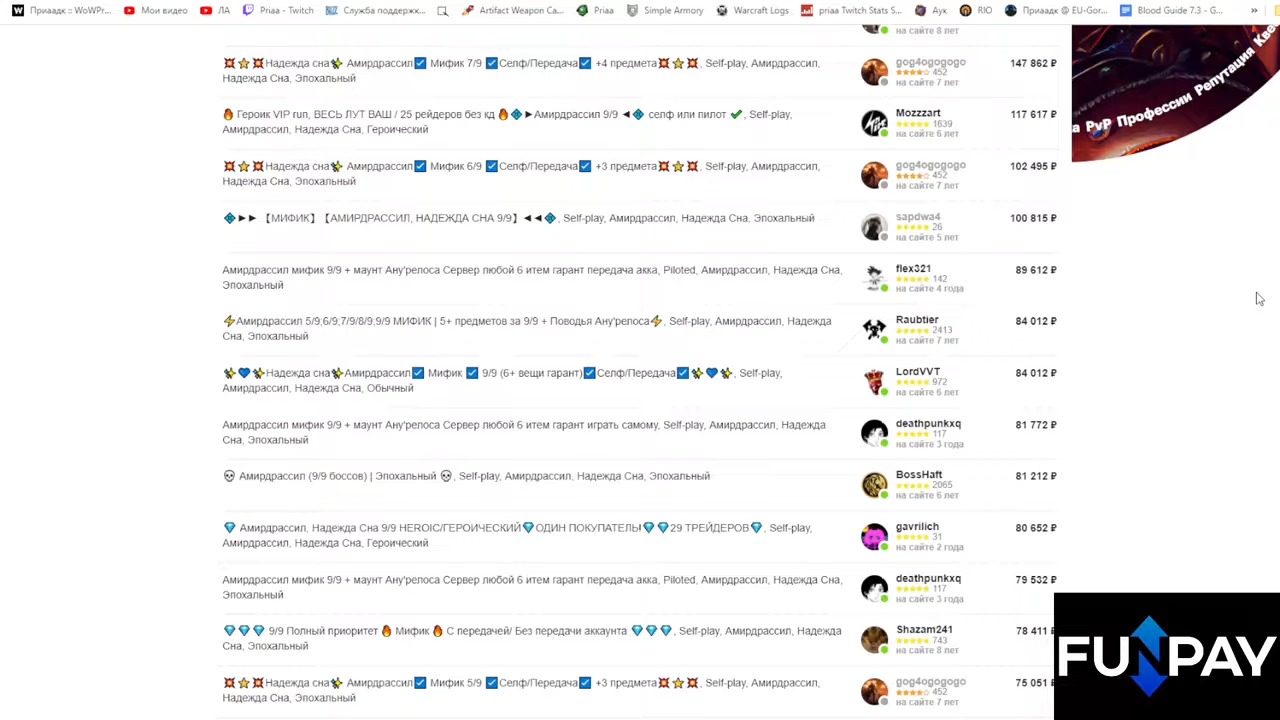 Приаадк :: WoWPr...
Мои видео
ЛА
Priaa - Twitch
Служба поддержк...
Artifact Weapon Ca...
Priaa
Simple Armory
Warcraft Logs
priaa Twitch Stats S...
Аук
RIO
Приаадк @ EU-Gor...
Blood Guide 7.3 - G...
»
на сайте 8 лет
💥⭐💥Надежда сна✨ Амирдрассил☑️ Мифик 7/9 ☑️Селф/Передача☑️ +4 предмета💥⭐💥, Self-play, Амирдрассил,
Надежда Сна, Эпохальный
gog4ogogogo
★★★★☆ 452
на сайте 7 лет
147 862 ₽
🔥 Героик VIP run, ВЕСЬ ЛУТ ВАШ / 25 рейдеров без кд 🔥💠►Амирдрассил 9/9 ◄💠 селф или пилот ✔️, Self-play,
Амирдрассил, Надежда Сна, Героический
Mozzzart
★★★★★ 1639
на сайте 7 лет
117 617 ₽
💥⭐💥Надежда сна✨ Амирдрассил☑️ Мифик 6/9 ☑️Селф/Передача☑️ +3 предмета💥⭐💥, Self-play, Амирдрассил,
Надежда Сна, Эпохальный
gog4ogogogo
★★★★☆ 452
на сайте 7 лет
102 495 ₽
💠►► 【МИФИК】【АМИРДРАССИЛ, НАДЕЖДА СНА 9/9】◄◄💠, Self-play, Амирдрассил, Надежда Сна, Эпохальный
sapdwa4
★★★★★ 26
на сайте 5 лет
100 815 ₽
Амирдрассил мифик 9/9 + маунт Ану'релоса Сервер любой 6 итем гарант передача акка, Piloted, Амирдрассил, Надежда Сна,
Эпохальный
flex321
★★★★★ 142
на сайте 4 года
89 612 ₽
⚡Амирдрассил 5/9,6/9,7/9/8/9,9/9 МИФИК | 5+ предметов за 9/9 + Поводья Ану'релоса⚡, Self-play, Амирдрассил, Надежда
Сна, Эпохальный
Raubtier
★★★★★ 2413
на сайте 7 лет
84 012 ₽
✨💙✨Надежда сна✨Амирдрассил☑️ Мифик ☑️ 9/9 (6+ вещи гарант)☑️Селф/Передача☑️✨💙✨, Self-play,
Амирдрассил, Надежда Сна, Обычный
LordVVT
★★★★★ 972
на сайте 6 лет
84 012 ₽
Амирдрассил мифик 9/9 + маунт Ану'релоса Сервер любой 6 итем гарант играть самому, Self-play, Амирдрассил, Надежда
Сна, Эпохальный
deathpunkxq
★★★★★ 117
на сайте 3 года
81 772 ₽
💀 Амирдрассил (9/9 боссов) | Эпохальный 💀, Self-play, Амирдрассил, Надежда Сна, Эпохальный
BossHaft
★★★★★ 2065
на сайте 6 лет
81 212 ₽
💎 Амирдрассил, Надежда Сна 9/9 HEROIC/ГЕРОИЧЕСКИЙ💎ОДИН ПОКУПАТЕЛЬ!💎 💎29 ТРЕЙДЕРОВ💎, Self-play,
Амирдрассил, Надежда Сна, Героический
gavrilich
★★★★★ 31
на сайте 2 года
80 652 ₽
Амирдрассил мифик 9/9 + маунт Ану'релоса Сервер любой 6 итем гарант передача акка, Piloted, Амирдрассил, Надежда Сна,
Эпохальный
deathpunkxq
★★★★★ 117
на сайте 3 года
79 532 ₽
💎💎💎 9/9 Полный приоритет 🔥 Мифик 🔥 С передачей/ Без передачи аккаунта 💎💎💎, Self-play, Амирдрассил, Надежда
Сна, Эпохальный
Shazam241
★★★★★ 743
на сайте 8 лет
78 411 ₽
💥⭐💥Надежда сна✨ Амирдрассил☑️ Мифик 5/9 ☑️Селф/Передача☑️ +3 предмета💥⭐💥, Self-play, Амирдрассил,
Надежда Сна, Эпохальный
gog4ogogogo
★★★★☆ 452
на сайте 7 лет
75 051 ₽
а PvP Профессии Репутация Кве
FUNPAY